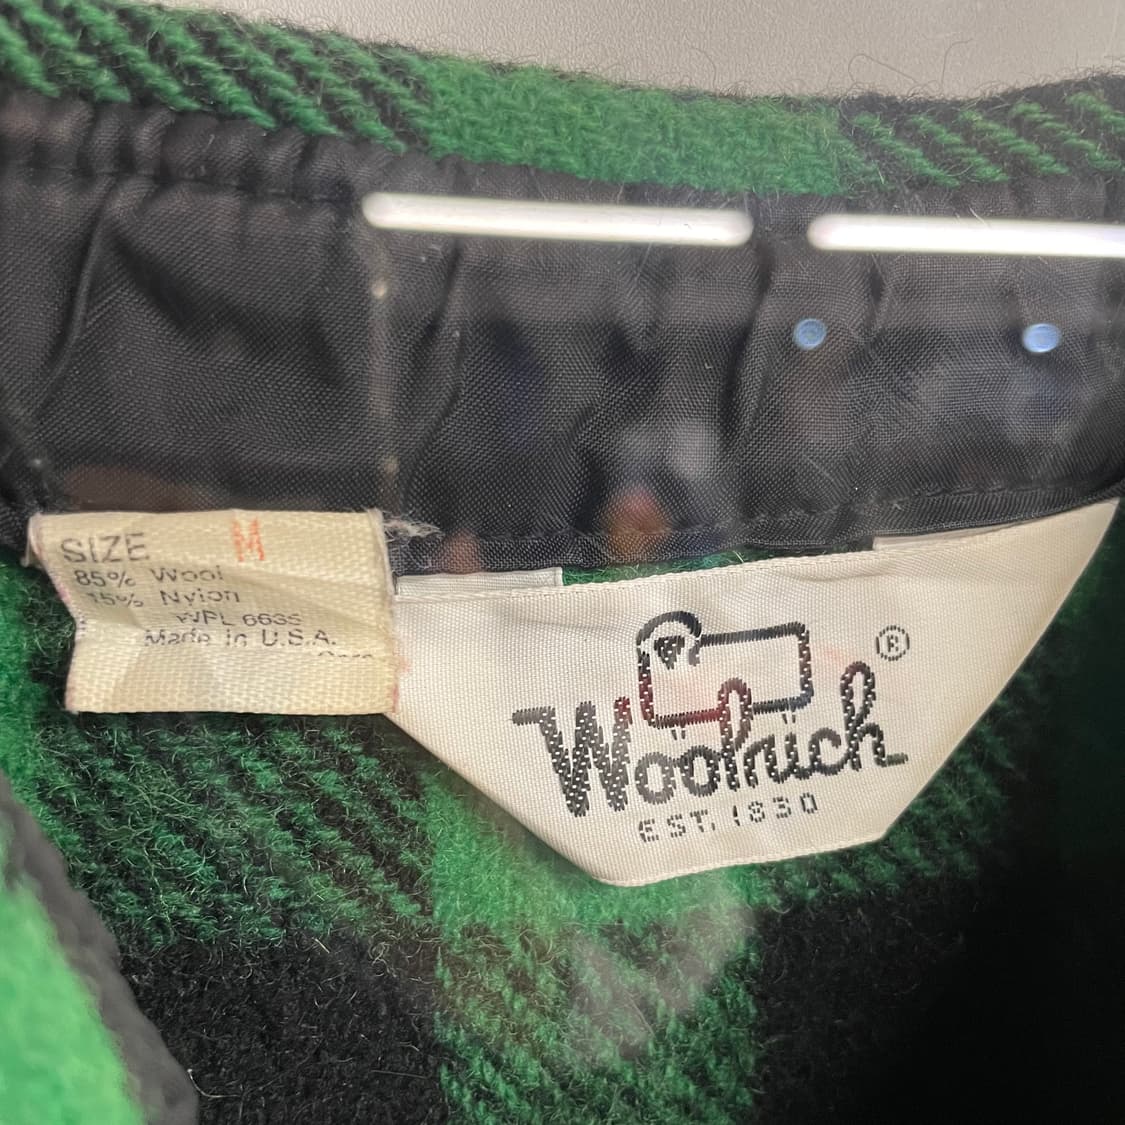 SIZE M
85% Wool
15% Nylon
WPL 6635
Made in U.S.A.
Woolrich ®
EST. 1830